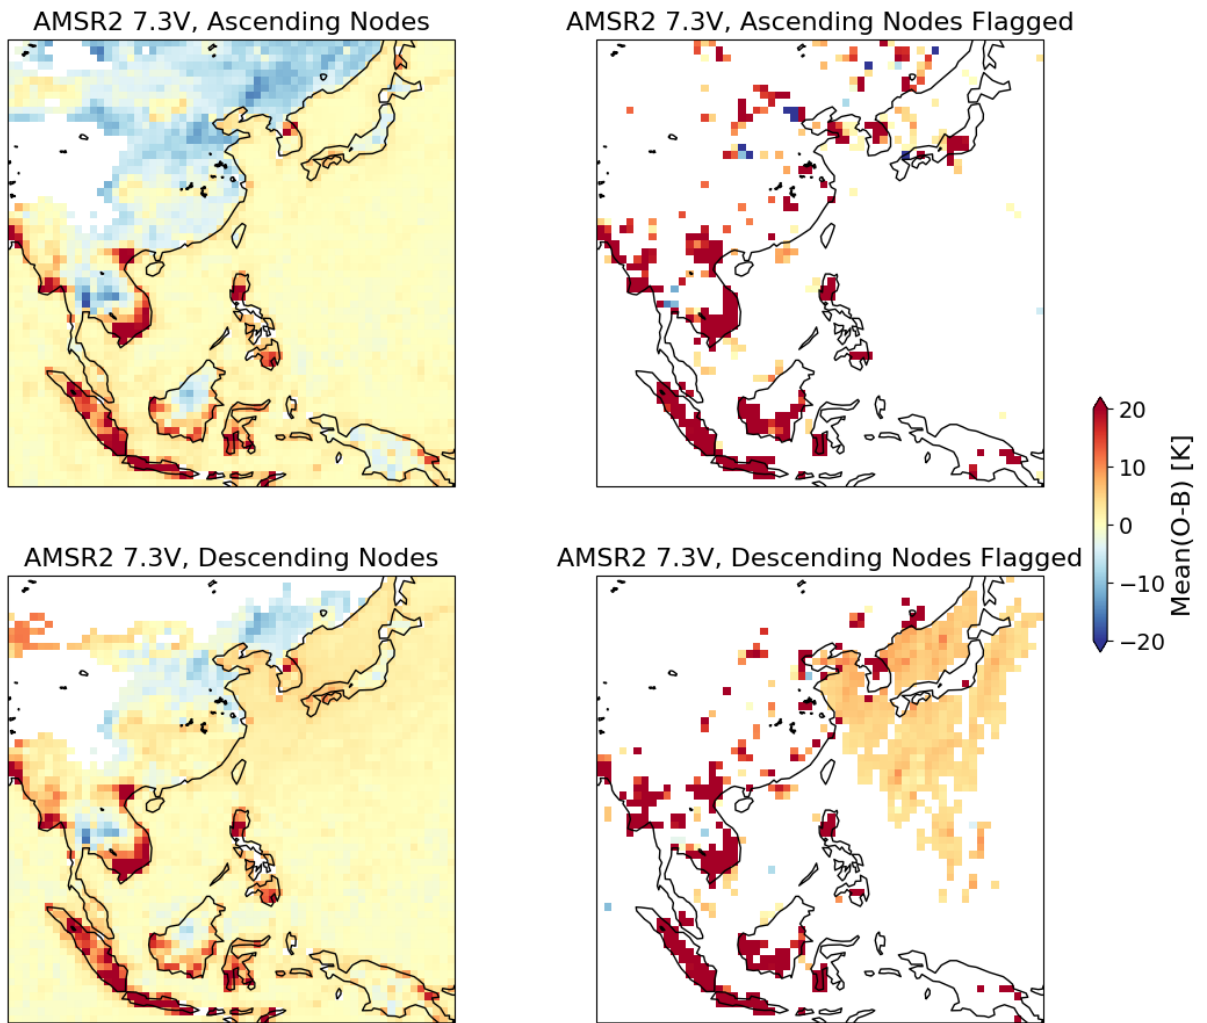 AMSR2 7.3V, Ascending Nodes
AMSR2 7.3V, Ascending Nodes Flagged
20
10
0
−10
−20
Mean(O-B) [K]
AMSR2 7.3V, Descending Nodes
AMSR2 7.3V, Descending Nodes Flagged